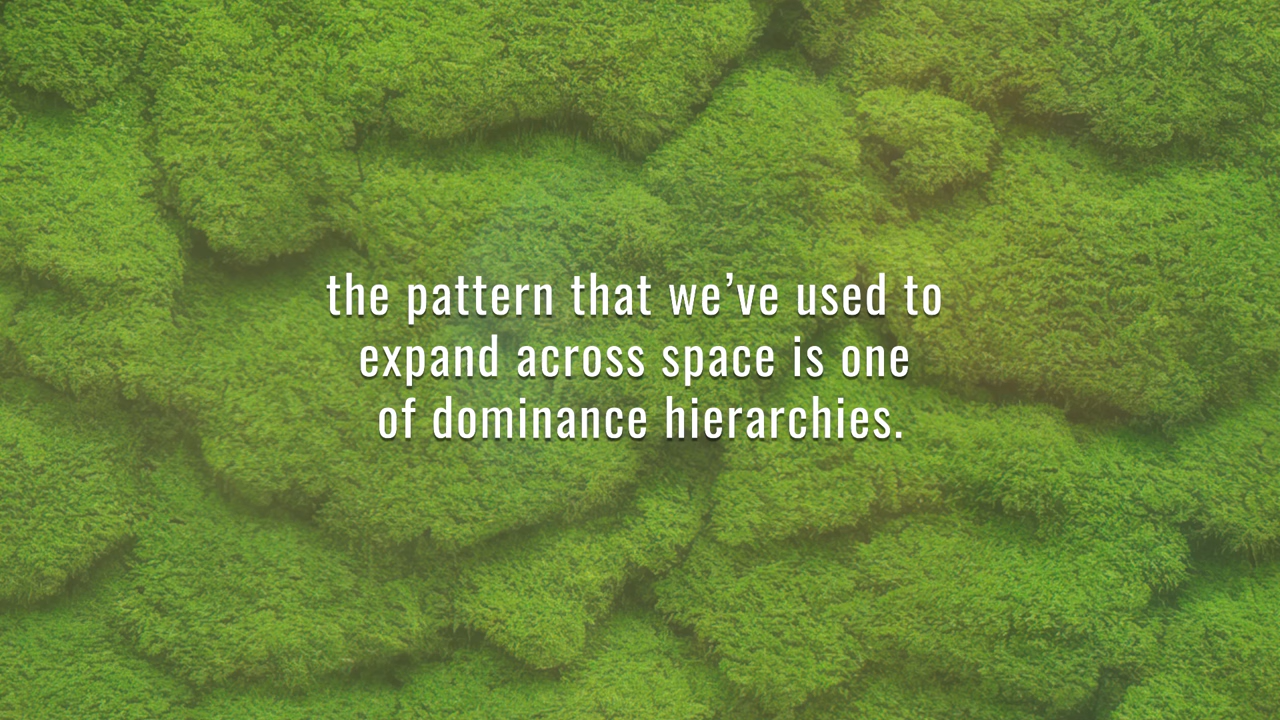 the pattern that we’ve used to
expand across space is one
of dominance hierarchies.